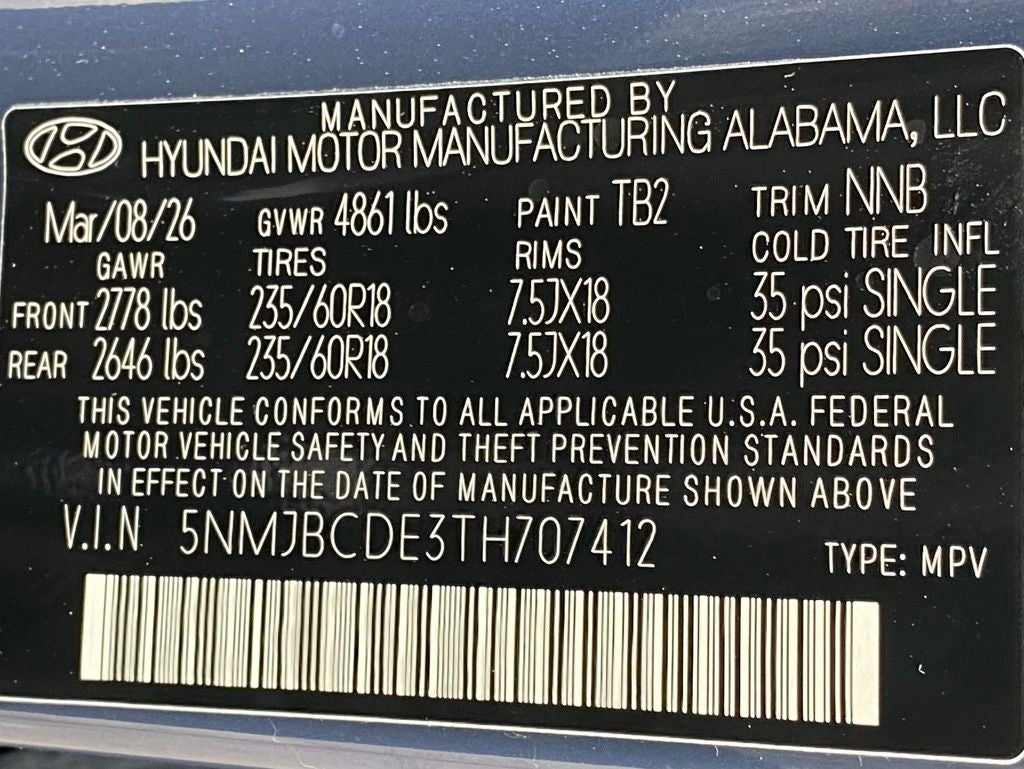 MANUFACTURED BY
HYUNDAI MOTOR MANUFACTURING ALABAMA, LLC
Mar/08/26 GVWR 4861 lbs PAINT TB2 TRIM NNB
GAWR TIRES RIMS COLD TIRE INFL
FRONT 2778 lbs 235/60R18 7.5JX18 35 psi SINGLE
REAR 2646 lbs 235/60R18 7.5JX18 35 psi SINGLE
THIS VEHICLE CONFORMS TO ALL APPLICABLE U.S.A. FEDERAL
MOTOR VEHICLE SAFETY AND THEFT PREVENTION STANDARDS
IN EFFECT ON THE DATE OF MANUFACTURE SHOWN ABOVE
V.I.N 5NMJBCDE3TH707412 TYPE: MPV